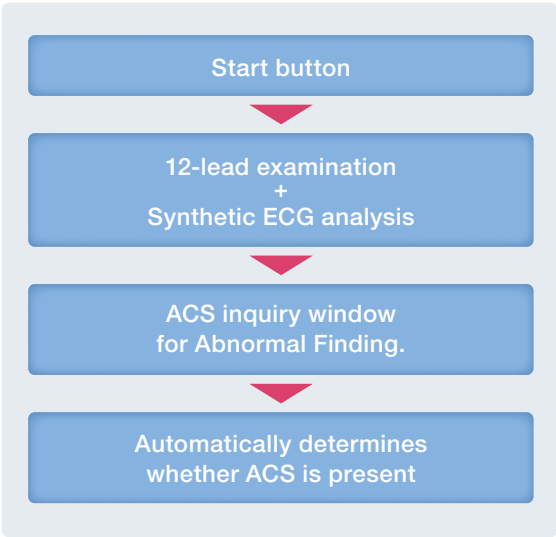 Start button
12-lead examination
+
Synthetic ECG analysis
ACS inquiry window
for Abnormal Finding.
Automatically determines
whether ACS is present